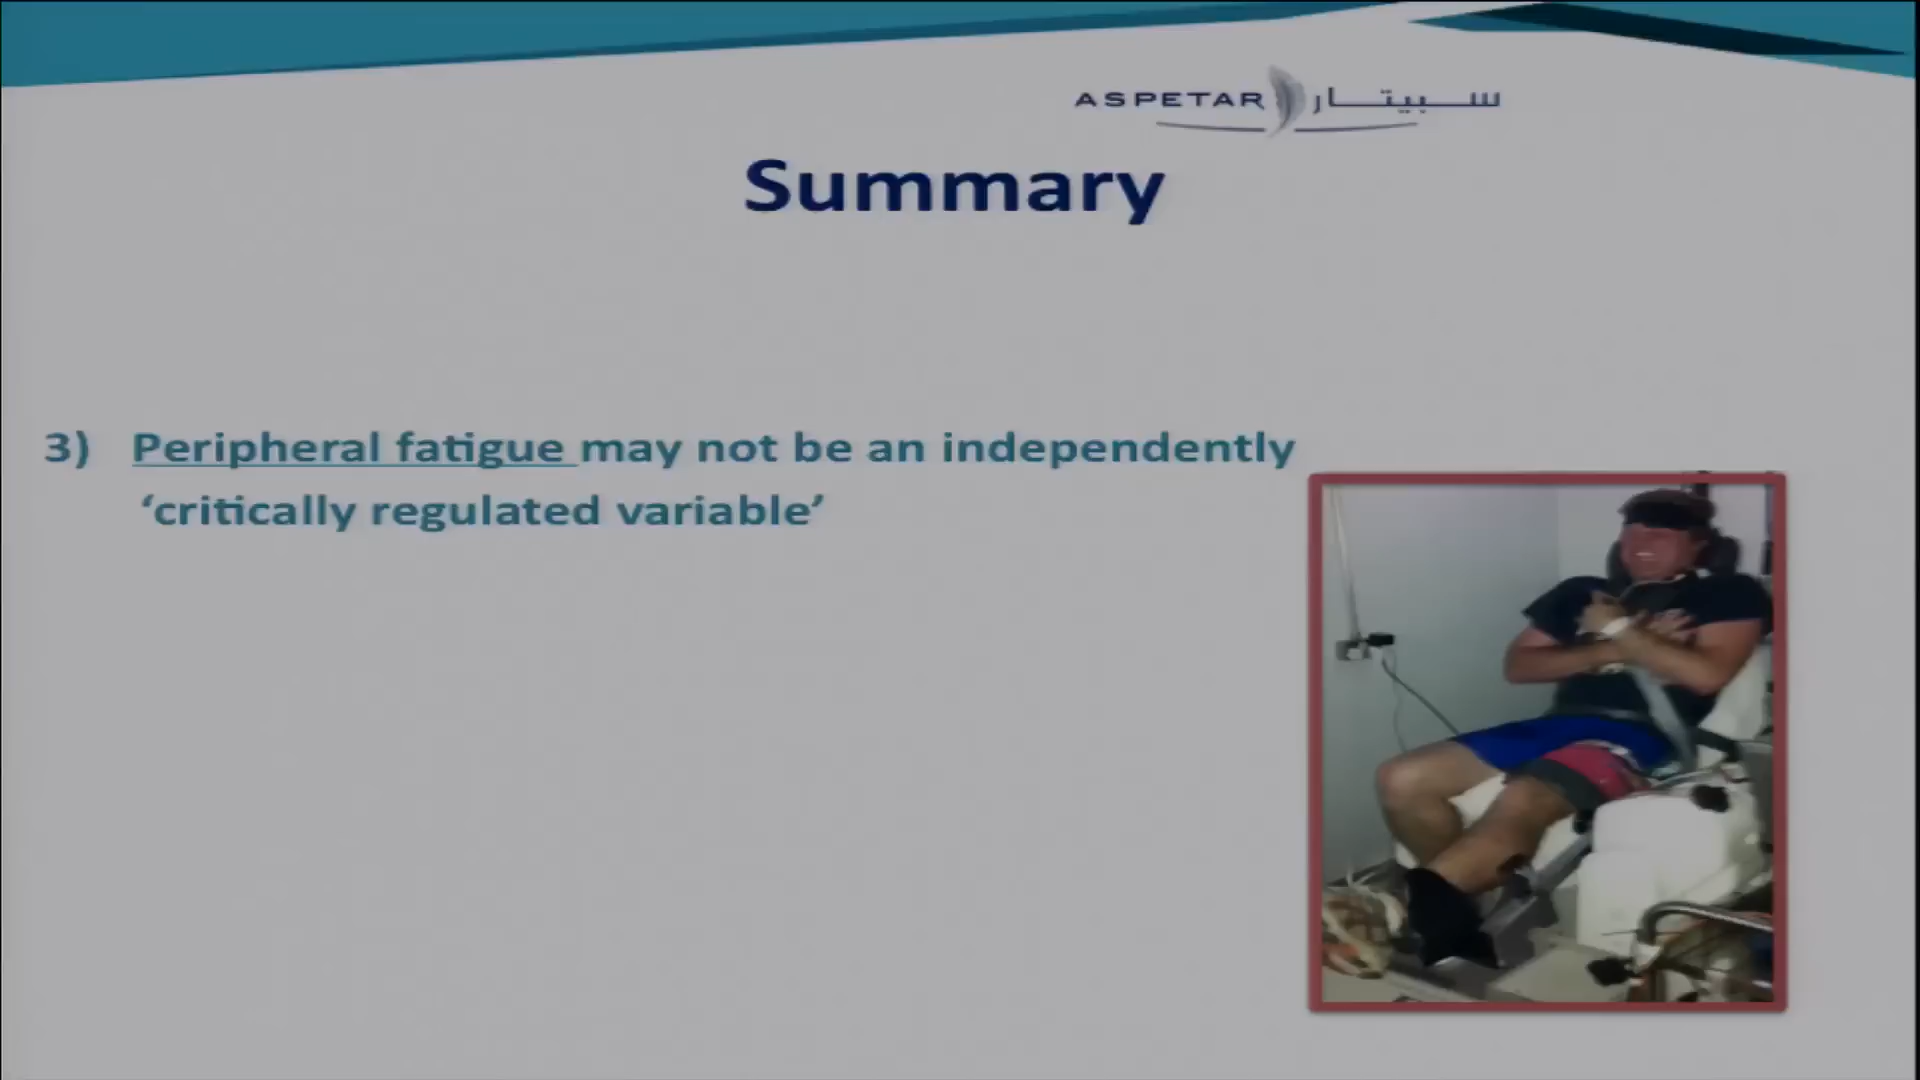 ASPETAR سبيتار
Summary
3) Peripheral fatigue may not be an independently
‘critically regulated variable’